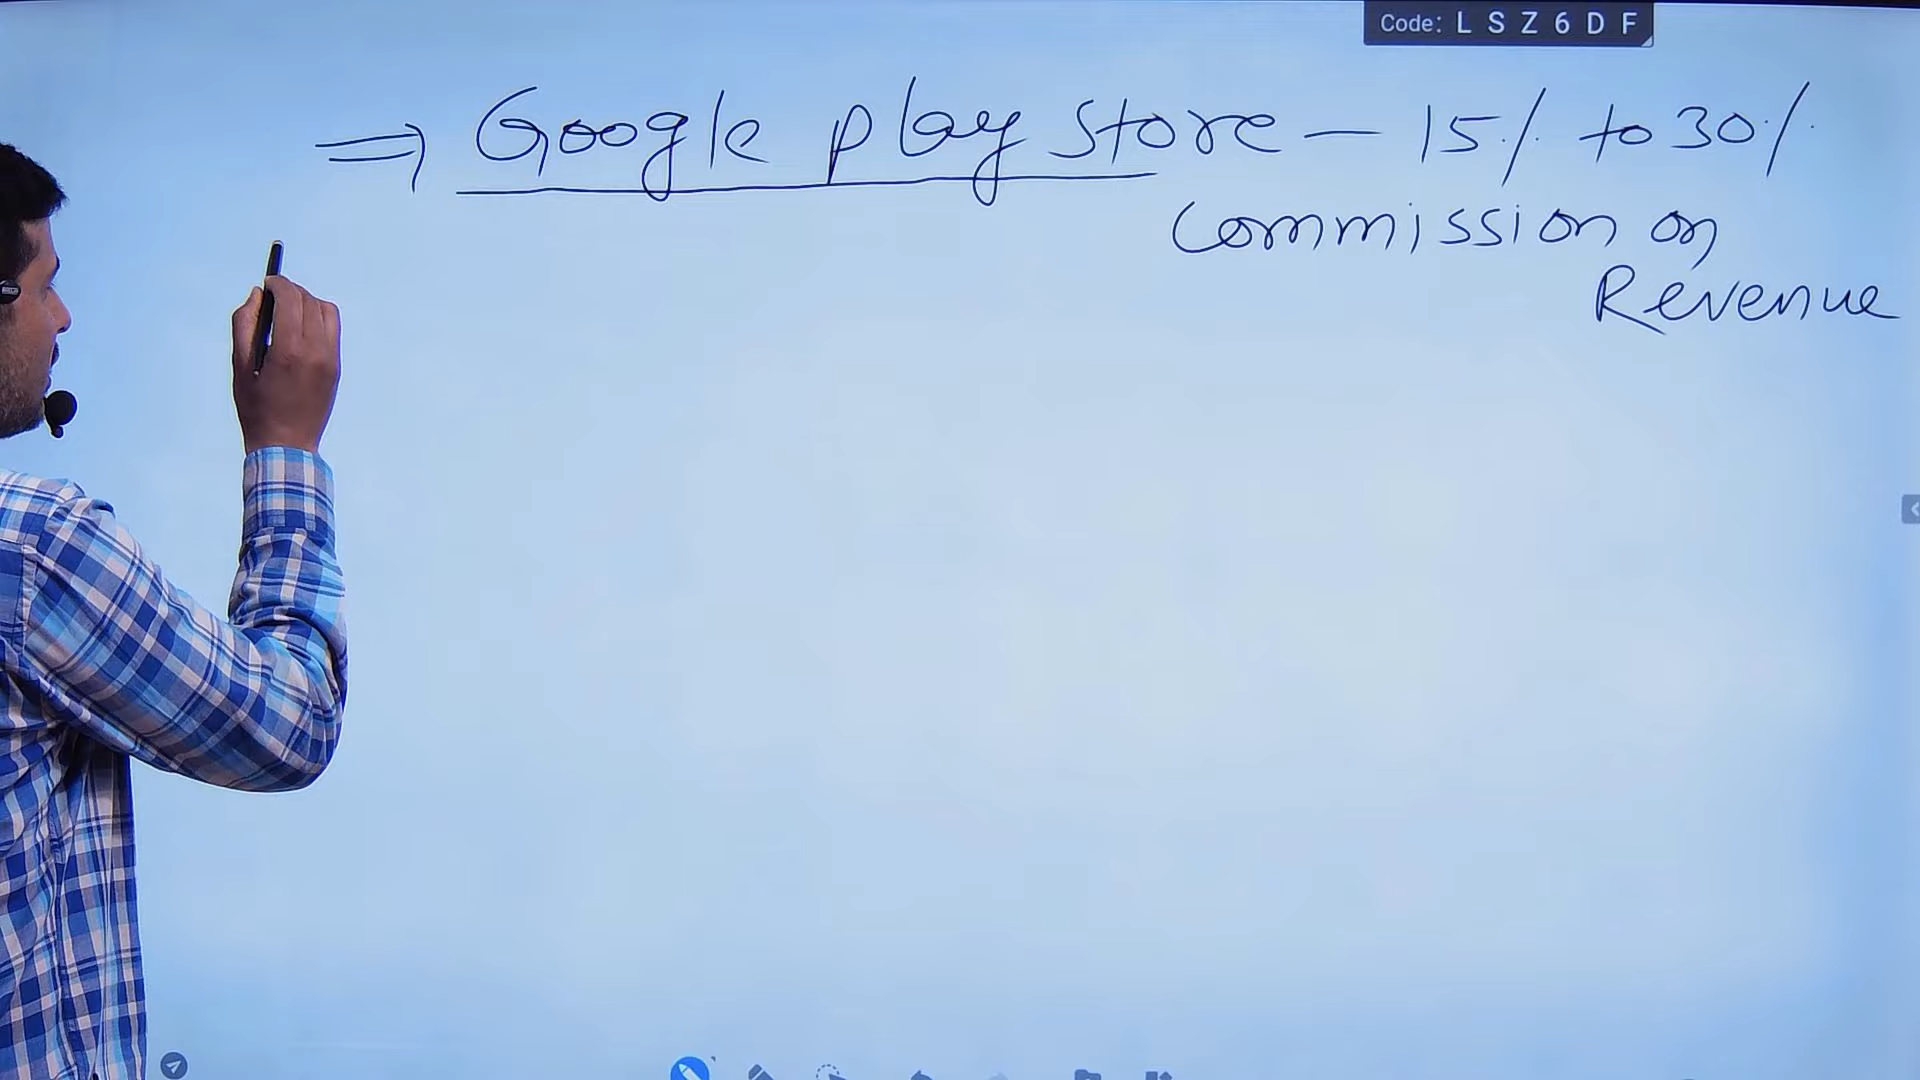 Code: L S Z 6 D F
⇒ Google play store – 15% to 30%
Commission on
Revenue